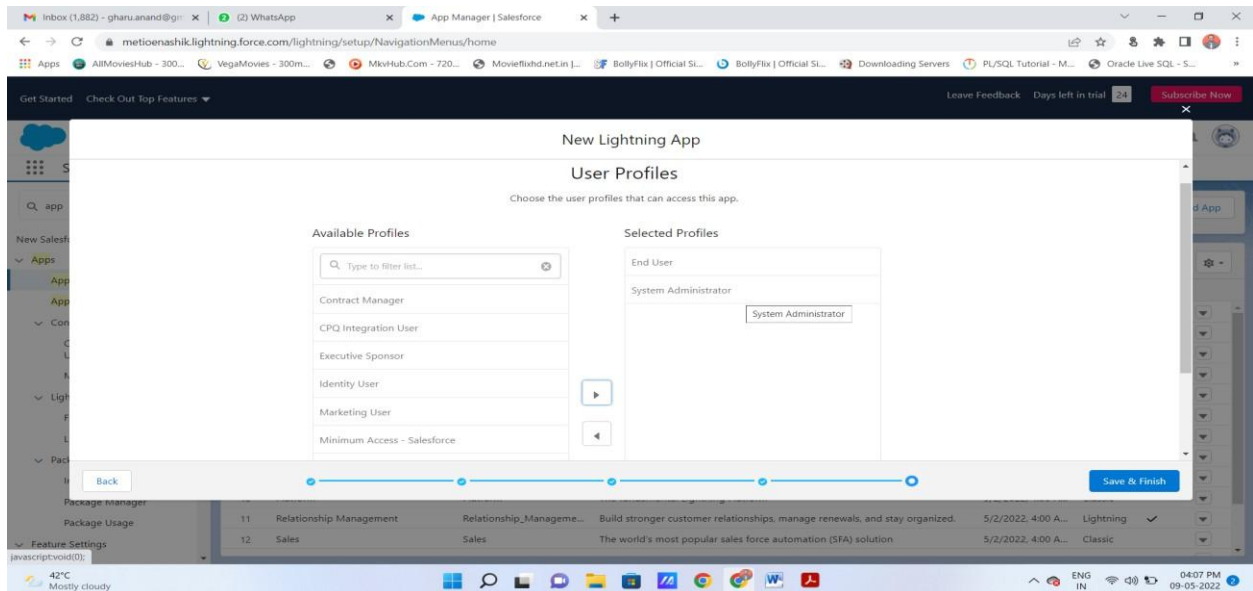 Inbox (1,882) - gharu.anand@gm
(2) WhatsApp
App Manager | Salesforce
metioenashik.lightning.force.com/lightning/setup/NavigationMenus/home
Apps AllMoviesHub - 300... VegaMovies - 300m... MkvHub.Com - 720... Movieflixhd.net.in |... BollyFlix | Official Si... BollyFlix | Official Si... Downloading Servers PL/SQL Tutorial - M... Oracle Live SQL - S... »
Get Started Check Out Top Features Leave Feedback Days left in trial 24 Subscribe Now
New Lightning App
User Profiles
Choose the user profiles that can access this app.
Available Profiles
Type to filter list...
Contract Manager
CPQ Integration User
Executive Sponsor
Identity User
Marketing User
Minimum Access - Salesforce
Selected Profiles
End User
System Administrator
System Administrator
Back Save & Finish
S
app d App
New Salesf
Apps
App
App
Con
Ligh
Pack
Package Manager
Package Usage
Feature Settings
11 Relationship Management Relationship_Manageme... Build stronger customer relationships, manage renewals, and stay organized. 5/2/2022, 4:00 A... Lightning
12 Sales Sales The world's most popular sales force automation (SFA) solution 5/2/2022, 4:00 A... Classic
javascript:void(0);
42°C
Mostly cloudy
ENG
IN
04:07 PM
09-05-2022
2